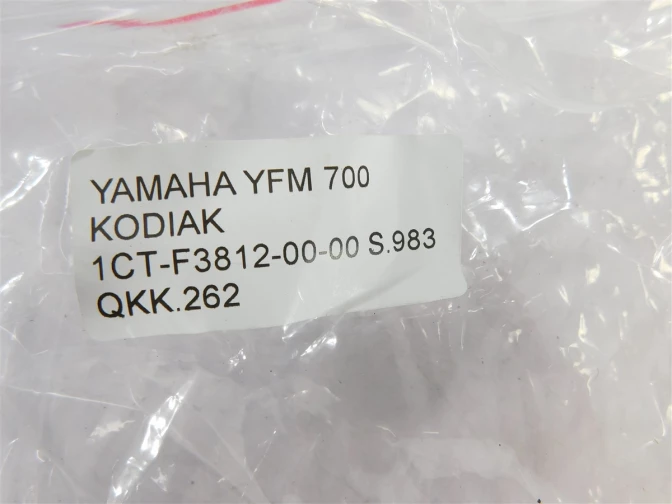 YAMAHA YFM 700
KODIAK
1CT-F3812-00-00 S.983
QKK.262